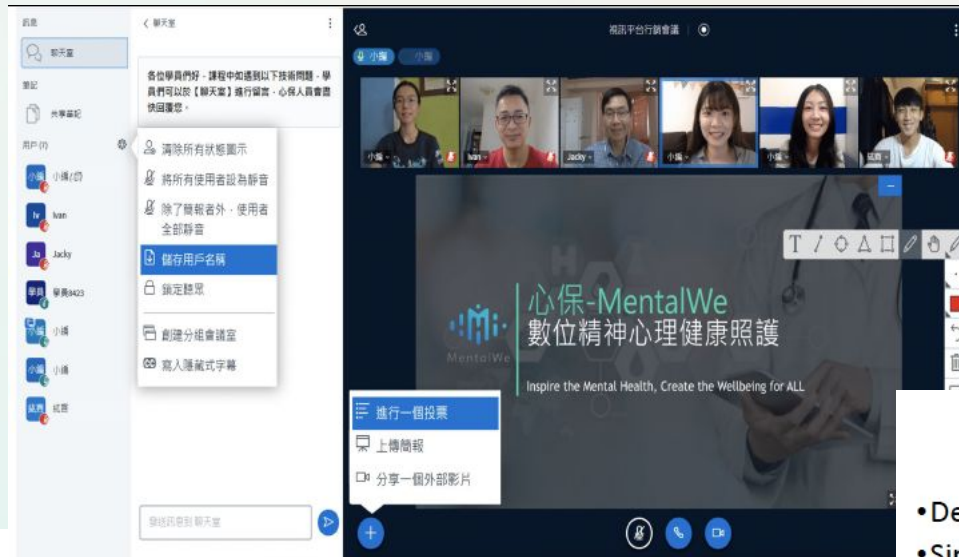 訊息
聊天室
筆記
共享筆記
用戶(7)
小編(您)
Iv
Ivan
Ja
Jacky
學員
學員8423
小編
小編
小編
聊天室
各位學員們好，課程中如遇到以下技術問題，學
員們可以於【聊天室】進行留言，心保人員會盡
快回覆您。
清除所有狀態圖示
將所有使用者設為靜音
除了簡報者外，使用者
全部靜音
儲存用戶名稱
鎖定聽眾
創建分組會議室
寫入隱藏式字幕
發送訊息到 聊天室
視訊平台行銷會議
小編
小編
小編
Ivan
Jacky
小編
小編
T
MentalWe
心保-MentalWe
數位精神心理健康照護
Inspire the Mental Health, Create the Wellbeing for ALL
進行一個投票
上傳簡報
分享一個外部影片
•De